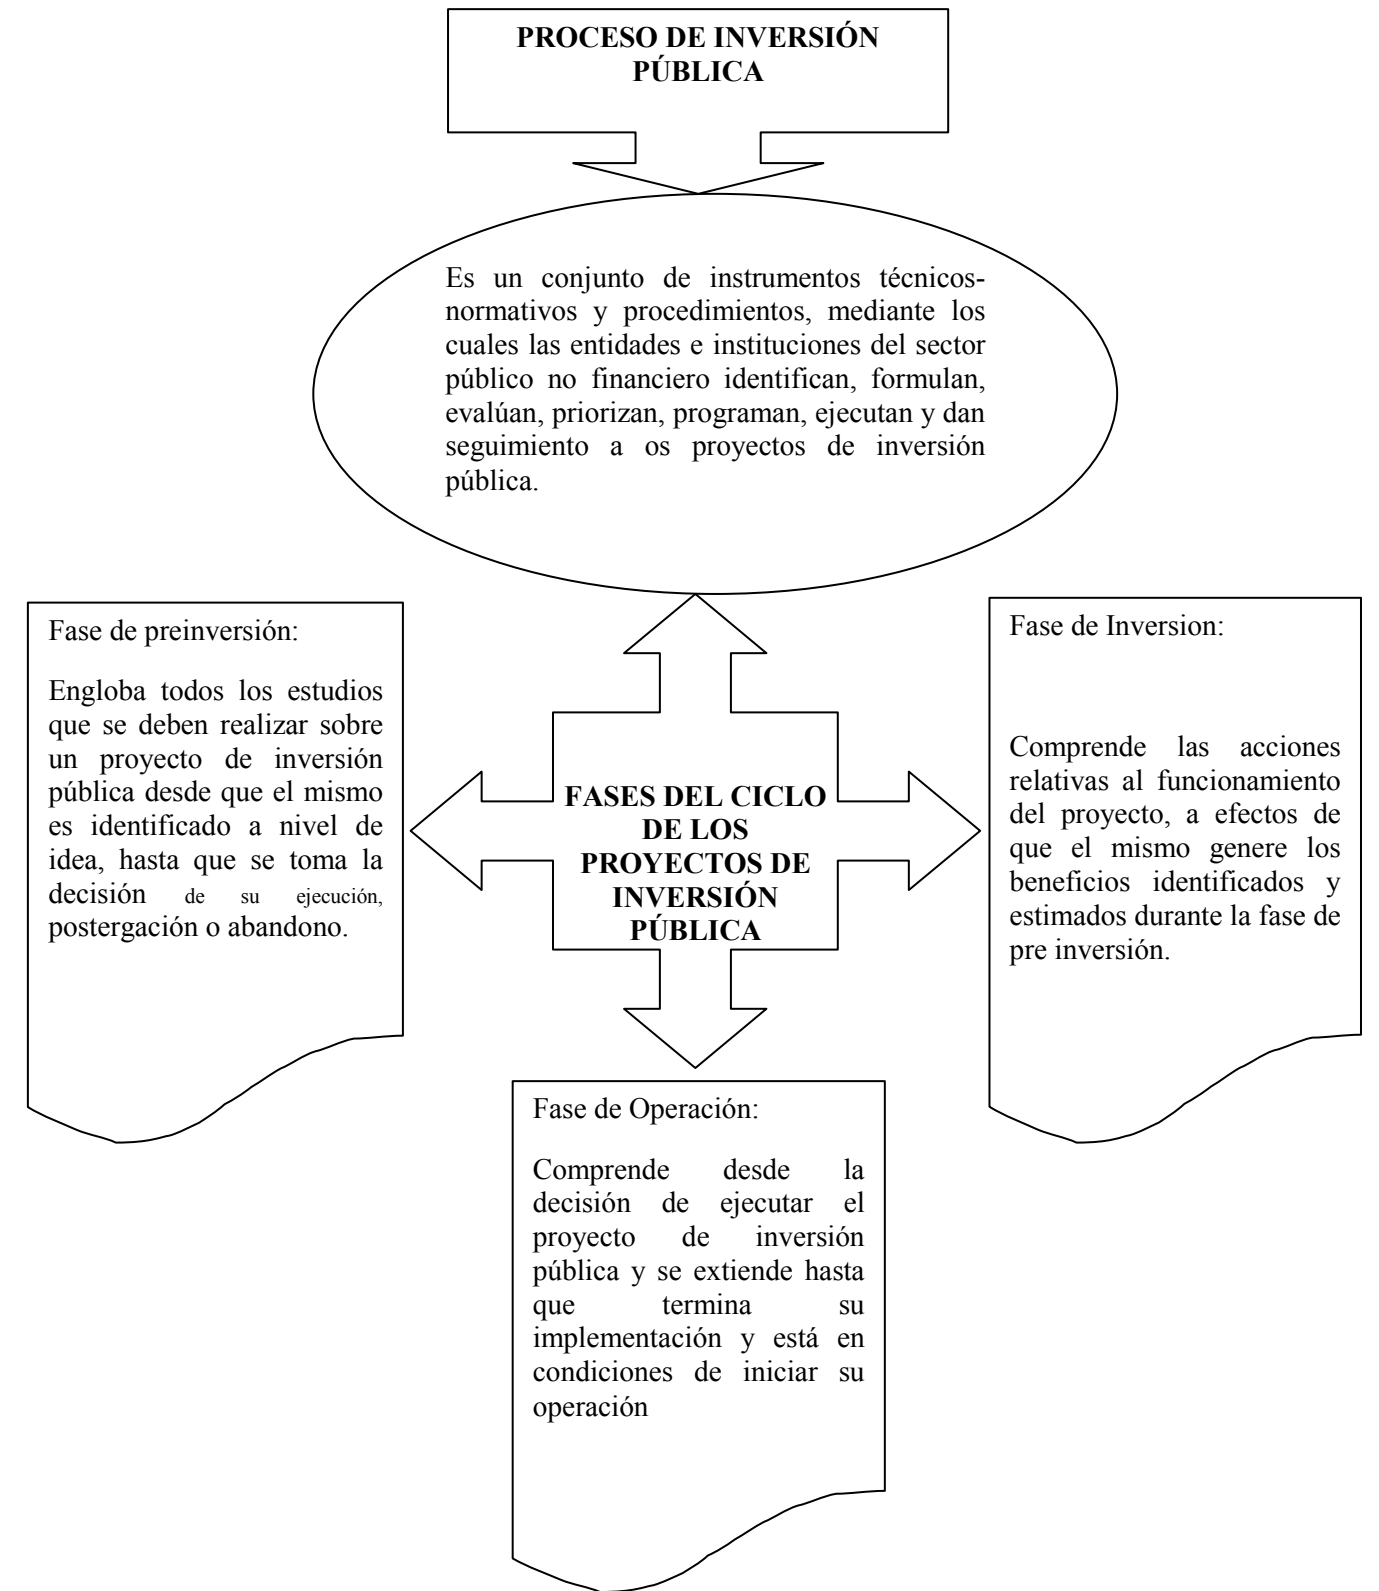 PROCESO DE INVERSIÓN
PÚBLICA
Es un conjunto de instrumentos técnicos-
normativos y procedimientos, mediante los
cuales las entidades e instituciones del sector
público no financiero identifican, formulan,
evalúan, priorizan, programan, ejecutan y dan
seguimiento a os proyectos de inversión
pública.
Fase de preinversión:
Engloba todos los estudios
que se deben realizar sobre
un proyecto de inversión
pública desde que el mismo
es identificado a nivel de
idea, hasta que se toma la
decisión de su ejecución,
postergación o abandono.
FASES DEL CICLO
DE LOS
PROYECTOS DE
INVERSIÓN
PÚBLICA
Fase de Inversion:
Comprende las acciones
relativas al funcionamiento
del proyecto, a efectos de
que el mismo genere los
beneficios identificados y
estimados durante la fase de
pre inversión.
Fase de Operación:
Comprende desde la
decisión de ejecutar el
proyecto de inversión
pública y se extiende hasta
que termina su
implementación y está en
condiciones de iniciar su
operación